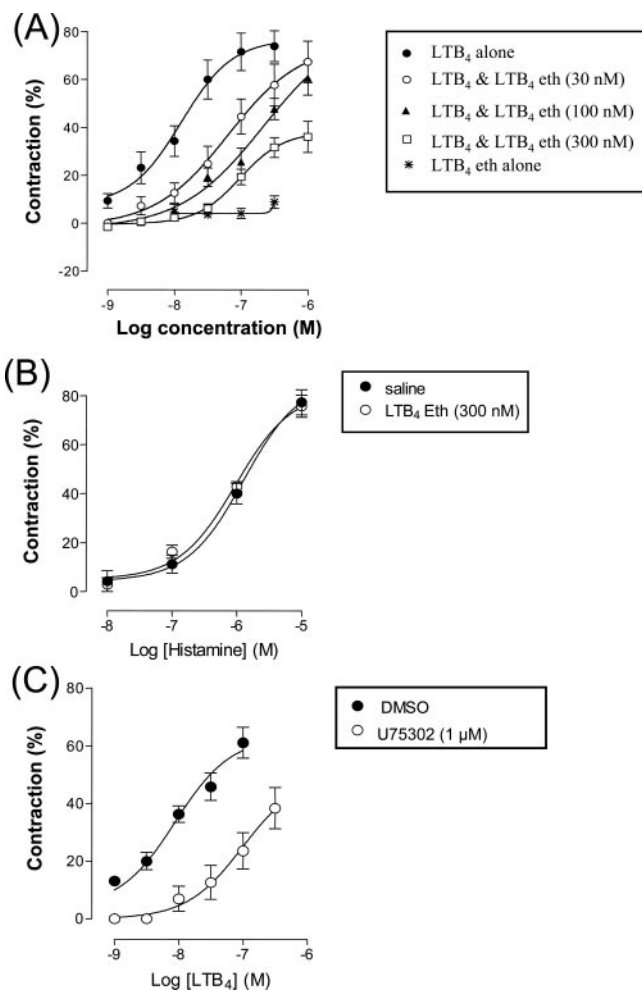 (A)
Contraction (%)
80
60
40
20
0
-20
-9
-8
-7
-6
Log concentration (M)
LTB₄ alone
LTB₄ & LTB₄ eth (30 nM)
LTB₄ & LTB₄ eth (100 nM)
LTB₄ & LTB₄ eth (300 nM)
LTB₄ eth alone
(B)
Contraction (%)
80
60
40
20
0
-8
-7
-6
-5
Log [Histamine] (M)
saline
LTB₄ Eth (300 nM)
(C)
Contraction (%)
80
60
40
20
0
-9
-8
-7
-6
Log [LTB₄] (M)
DMSO
U75302 (1 µM)